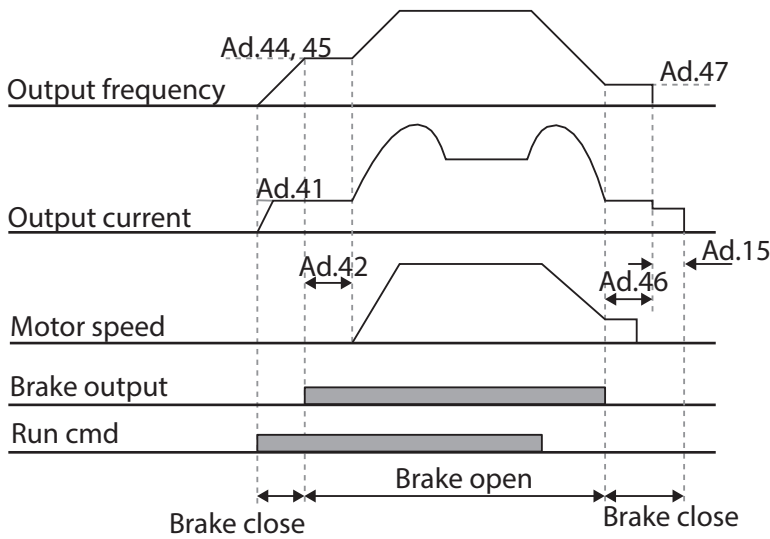 Ad.44, 45
Ad.47
Output frequency
Ad.41
Output current
Ad.15
Ad.42
Ad.46
Motor speed
Brake output
Run cmd
Brake open
Brake close
Brake close